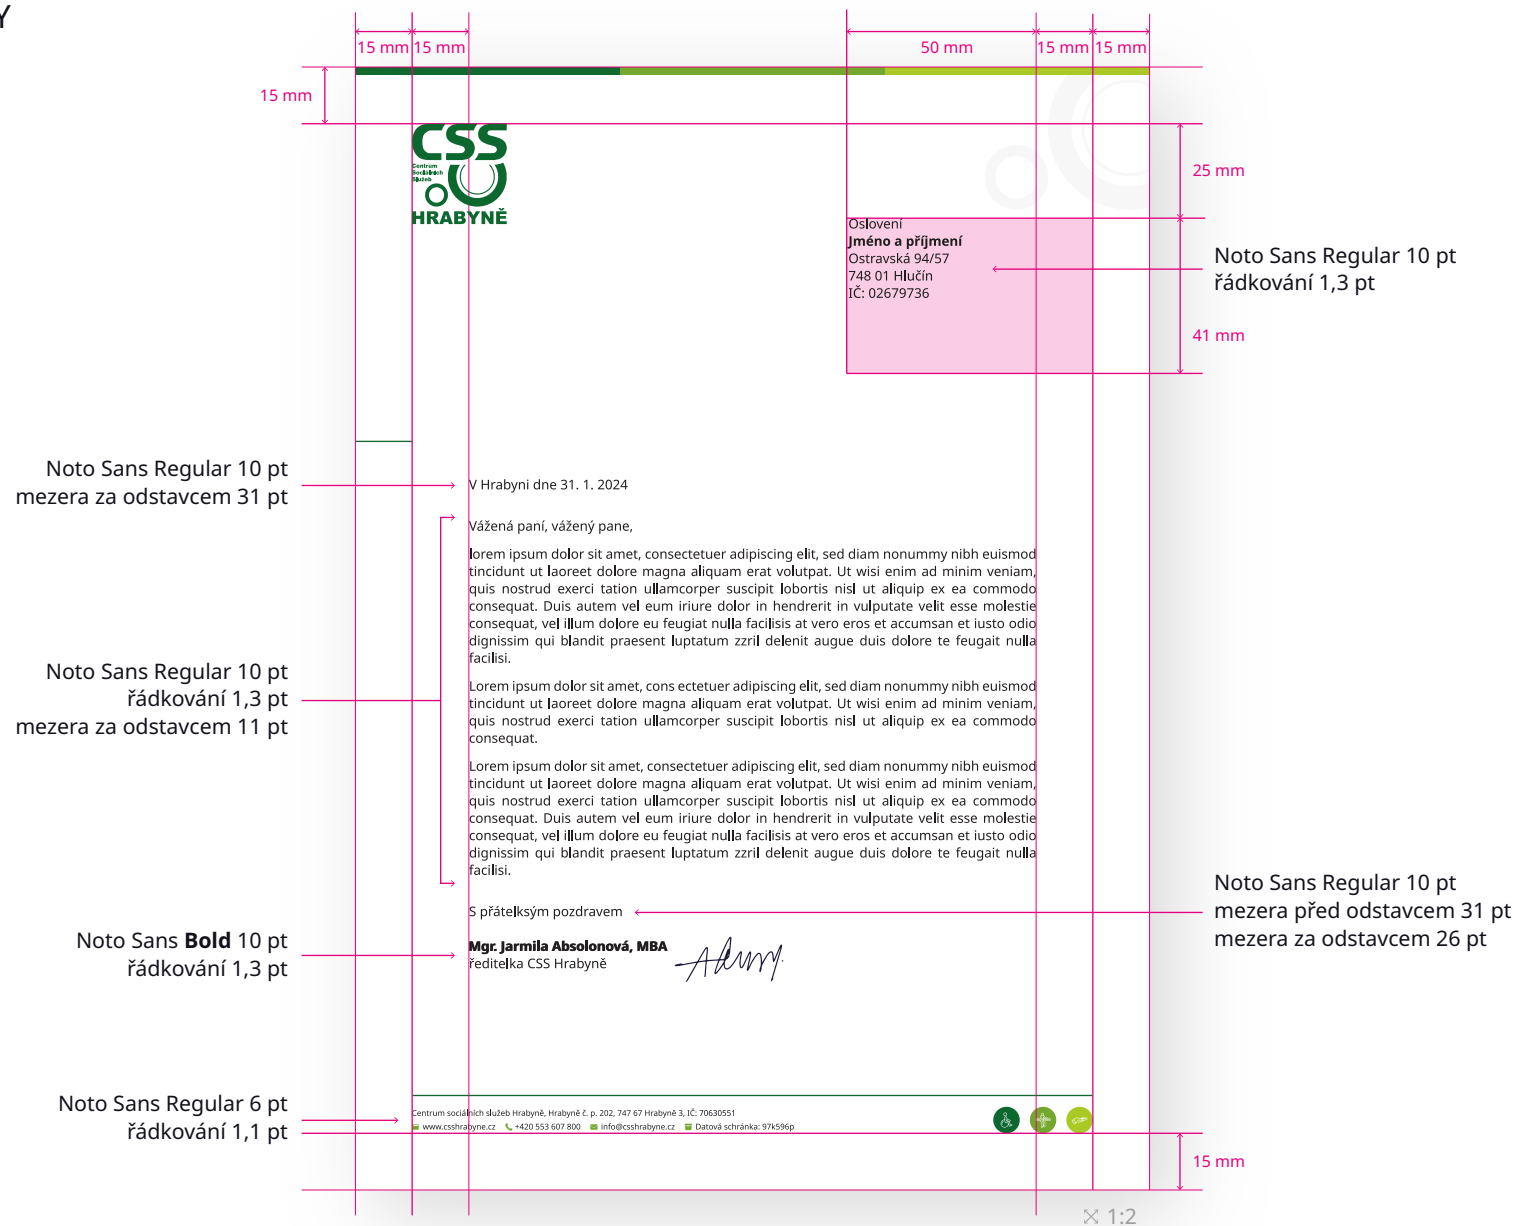 Y
15 mm 15 mm 50 mm 15 mm 15 mm
15 mm
CSS
Centrum
Sociálních
Služeb
HRABYNĚ
25 mm
Oslovení
Jméno a příjmení
Ostravská 94/57
748 01 Hlučín
IČ: 02679736
Noto Sans Regular 10 pt
řádkování 1,3 pt
41 mm
Noto Sans Regular 10 pt
mezera za odstavcem 31 pt
V Hrabyni dne 31. 1. 2024
Vážená paní, vážený pane,
lorem ipsum dolor sit amet, consectetuer adipiscing elit, sed diam nonummy nibh euismod
tincidunt ut laoreet dolore magna aliquam erat volutpat. Ut wisi enim ad minim veniam,
quis nostrud exerci tation ullamcorper suscipit lobortis nisl ut aliquip ex ea commodo
consequat. Duis autem vel eum iriure dolor in hendrerit in vulputate velit esse molestie
consequat, vel illum dolore eu feugiat nulla facilisis at vero eros et accumsan et iusto odio
dignissim qui blandit praesent luptatum zzril delenit augue duis dolore te feugait nulla
facilisi.
Noto Sans Regular 10 pt
řádkování 1,3 pt
mezera za odstavcem 11 pt
Lorem ipsum dolor sit amet, cons ectetuer adipiscing elit, sed diam nonummy nibh euismod
tincidunt ut laoreet dolore magna aliquam erat volutpat. Ut wisi enim ad minim veniam,
quis nostrud exerci tation ullamcorper suscipit lobortis nisl ut aliquip ex ea commodo
consequat.
Lorem ipsum dolor sit amet, consectetuer adipiscing elit, sed diam nonummy nibh euismod
tincidunt ut laoreet dolore magna aliquam erat volutpat. Ut wisi enim ad minim veniam,
quis nostrud exerci tation ullamcorper suscipit lobortis nisl ut aliquip ex ea commodo
consequat. Duis autem vel eum iriure dolor in hendrerit in vulputate velit esse molestie
consequat, vel illum dolore eu feugiat nulla facilisis at vero eros et accumsan et iusto odio
dignissim qui blandit praesent luptatum zzril delenit augue duis dolore te feugait nulla
facilisi.
S přátelksým pozdravem
Noto Sans Regular 10 pt
mezera před odstavcem 31 pt
mezera za odstavcem 26 pt
Noto Sans Bold 10 pt
řádkování 1,3 pt
Mgr. Jarmila Absolonová, MBA
ředitelka CSS Hrabyně
Noto Sans Regular 6 pt
řádkování 1,1 pt
Centrum sociálních služeb Hrabyně, Hrabyně č. p. 202, 747 67 Hrabyně 3, IČ: 70630551
www.csshrabyne.cz +420 553 607 800 info@csshrabyne.cz Datová schránka: 97k596p
15 mm
1:2